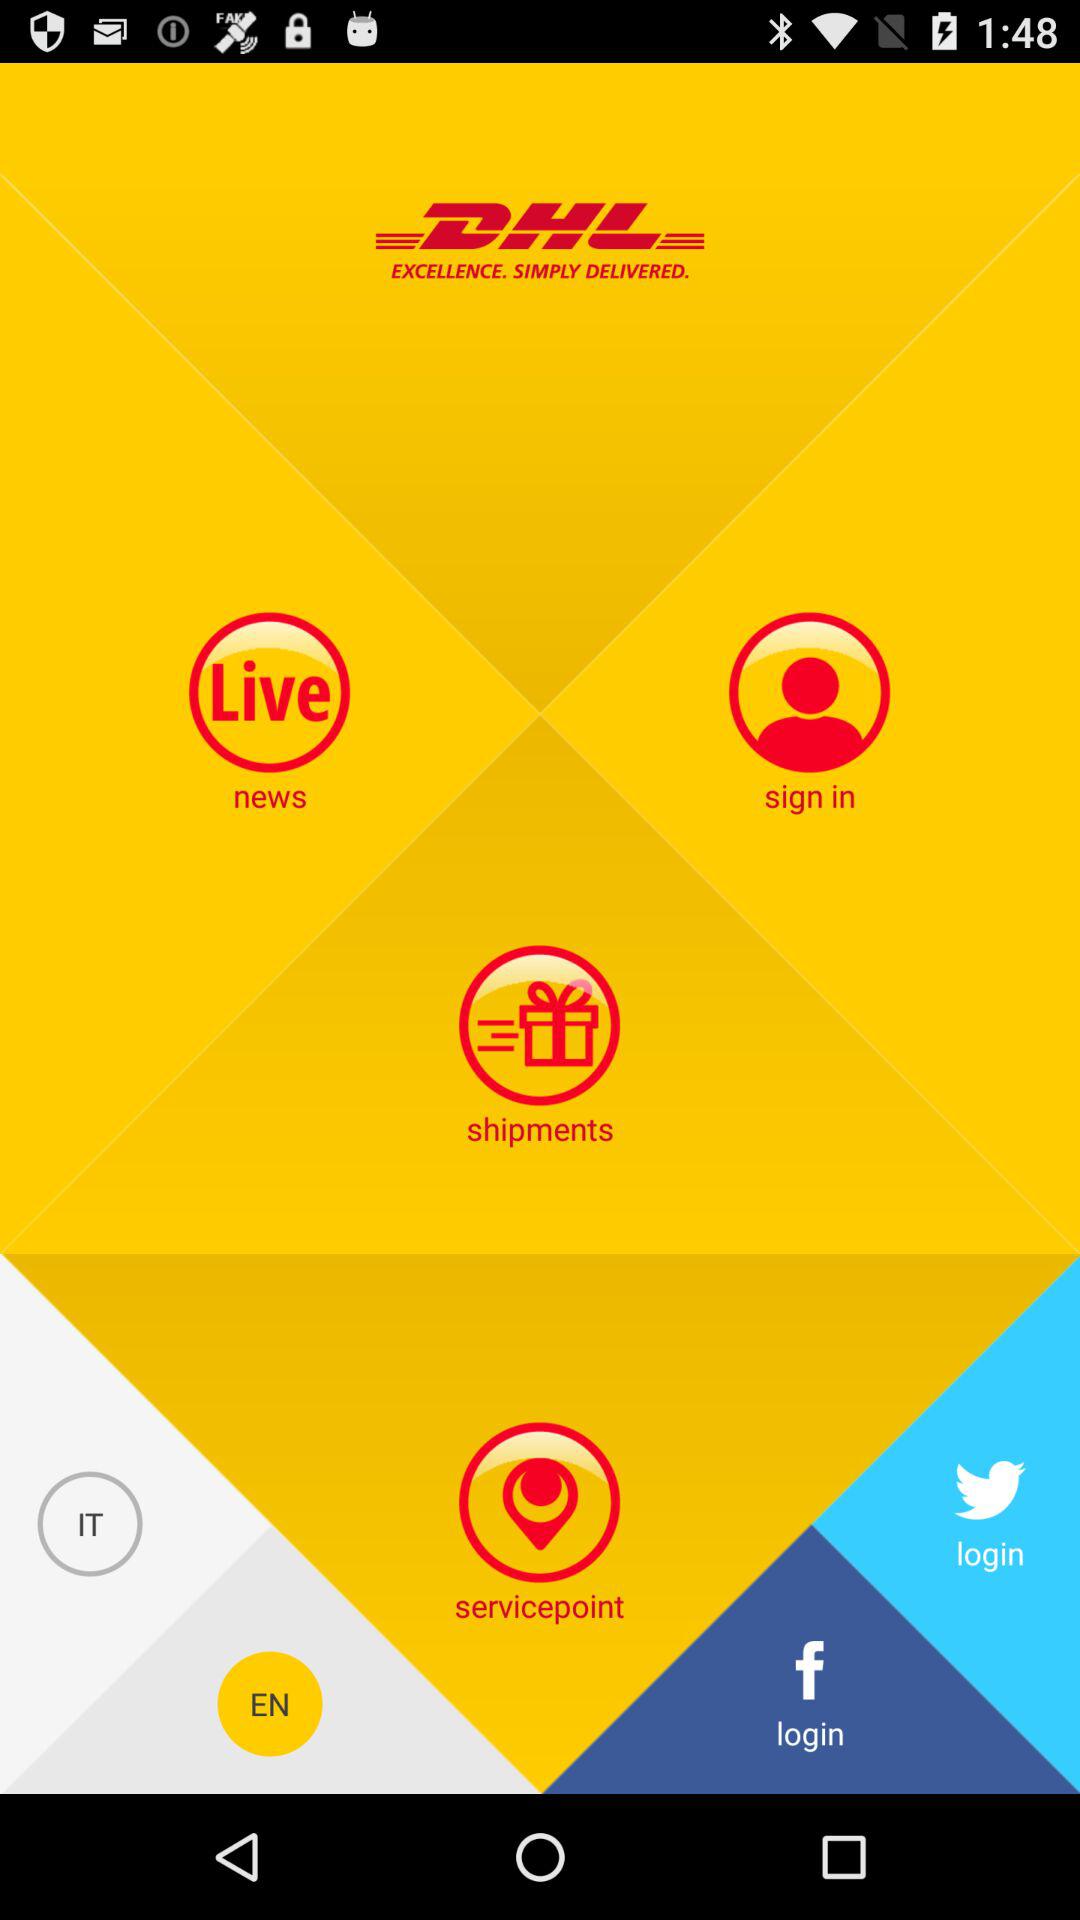 FAKE
1:48
DHL
EXCELLENCE. SIMPLY DELIVERED.
Live
news
sign in
shipments
servicepoint
IT
EN
login
f
login